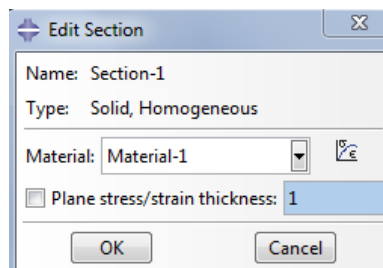 Edit Section
Name: Section-1
Type: Solid, Homogeneous
Material: Material-1 σ ε
Plane stress/strain thickness: 1
OK Cancel